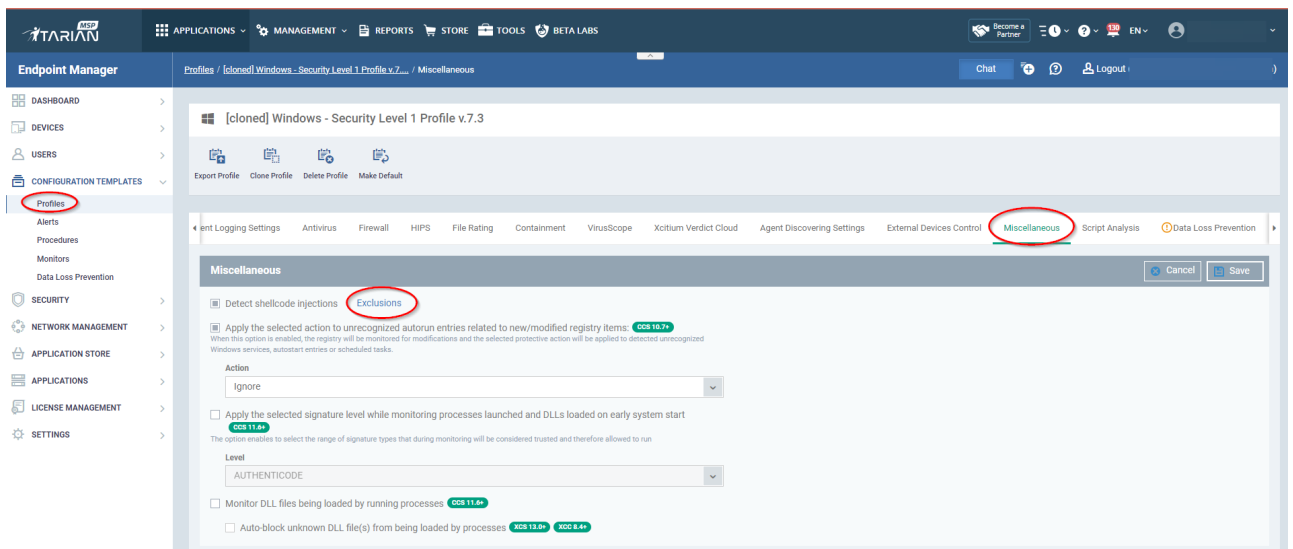 MSP
ITARIAN
APPLICATIONS
MANAGEMENT
REPORTS
STORE
TOOLS
BETA LABS
Become a
Partner
130
EN
Endpoint Manager
Profiles / [cloned] Windows - Security Level 1 Profile v.7.... / Miscellaneous
Chat
Logout
DASHBOARD
DEVICES
USERS
CONFIGURATION TEMPLATES
Profiles
Alerts
Procedures
Monitors
Data Loss Prevention
SECURITY
NETWORK MANAGEMENT
APPLICATION STORE
APPLICATIONS
LICENSE MANAGEMENT
SETTINGS
[cloned] Windows - Security Level 1 Profile v.7.3
Export Profile Clone Profile Delete Profile Make Default
ent Logging Settings Antivirus Firewall HIPS File Rating Containment VirusScope Xcitium Verdict Cloud Agent Discovering Settings External Devices Control Miscellaneous Script Analysis Data Loss Prevention
Miscellaneous
Cancel Save
Detect shellcode injections Exclusions
Apply the selected action to unrecognized autorun entries related to new/modified registry items: CCS 10.7+
When this option is enabled, the registry will be monitored for modifications and the selected protective action will be applied to detected unrecognized
Windows services, autostart entries or scheduled tasks.
Action
Ignore
Apply the selected signature level while monitoring processes launched and DLLs loaded on early system start
CCS 11.6+
The option enables to select the range of signature types that during monitoring will be considered trusted and therefore allowed to run
Level
AUTHENTICODE
Monitor DLL files being loaded by running processes CCS 11.6+
Auto-block unknown DLL file(s) from being loaded by processes XCS 13.0+ XCC 8.4+